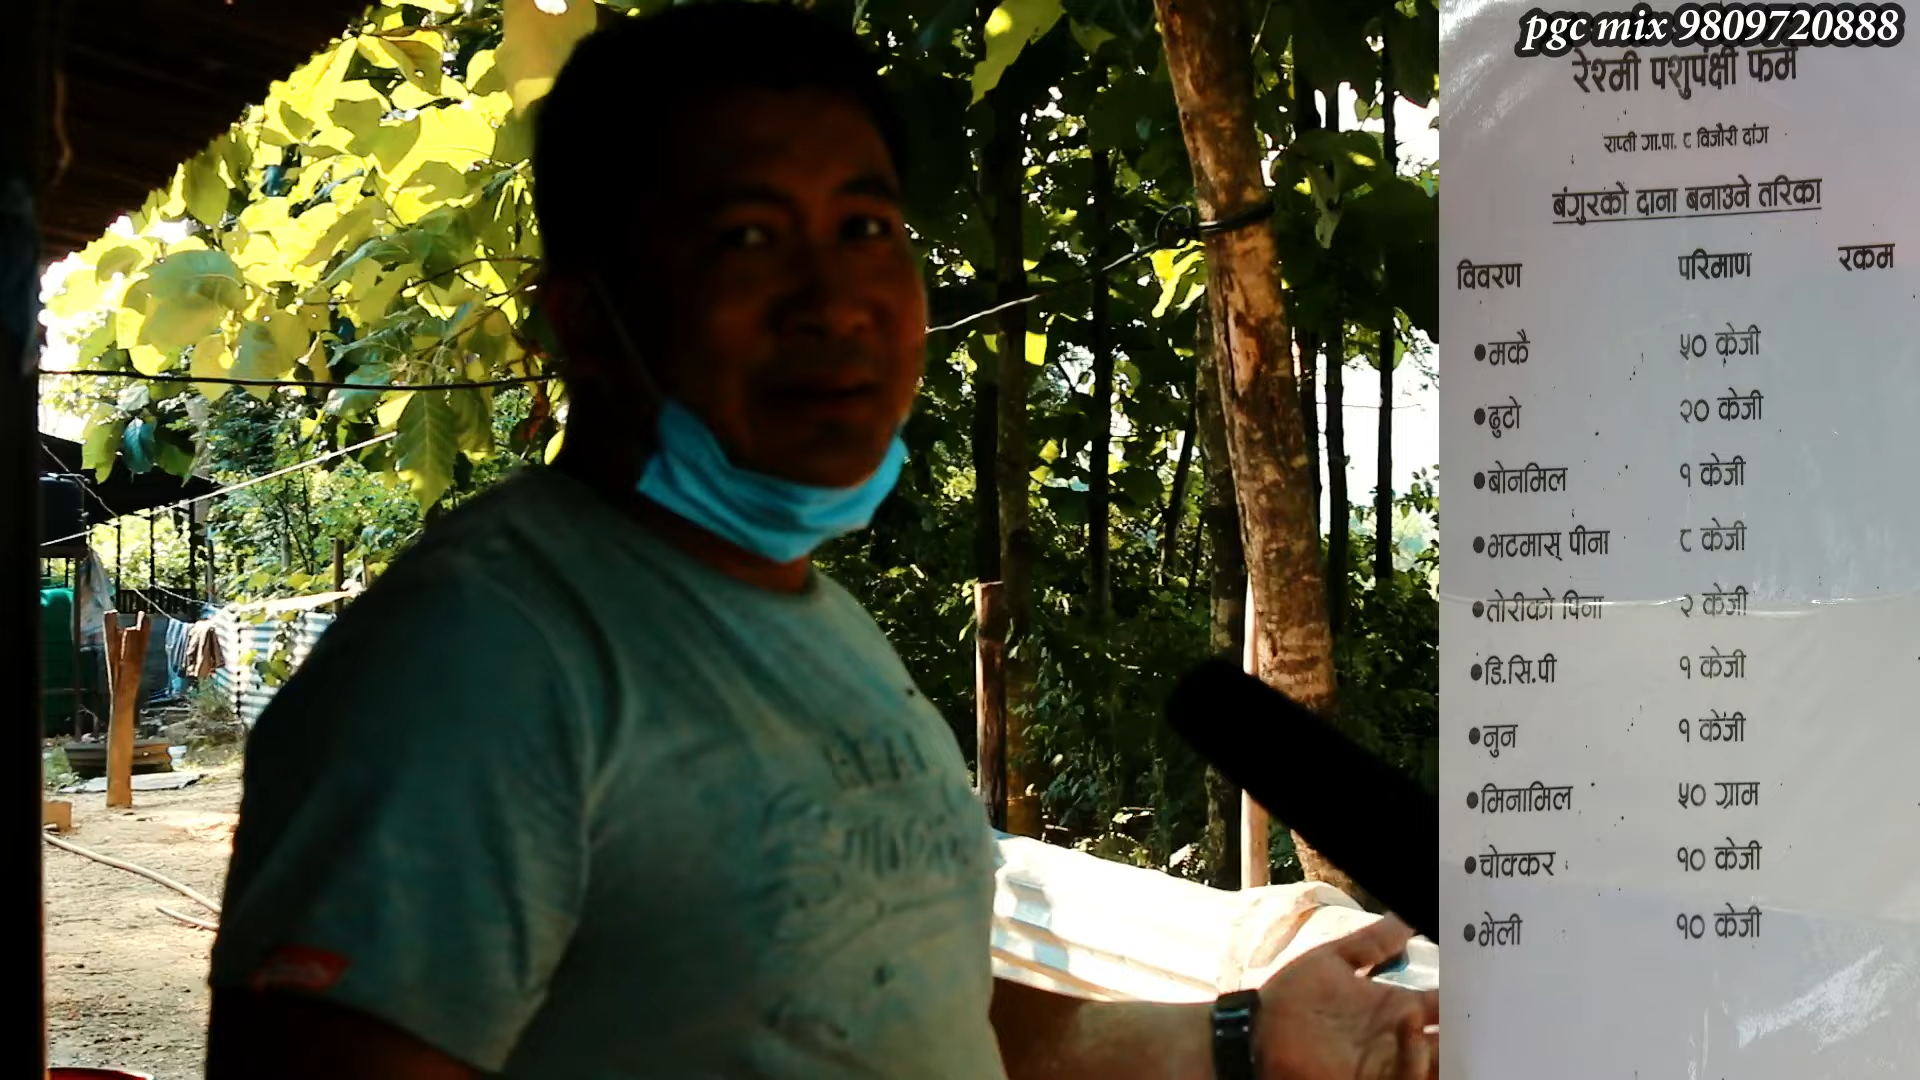 pgc mix 9809720888
रेश्मी पशुपंक्षी फर्म
राप्ती गा.पा. ८ विजौरी दांग
बंगुरको दाना बनाउने तरिका
विवरण परिमाण रकम
•मकै ५० केजी
•ढुटो २० केजी
•बोनमिल १ केजी
•भटमास् पीना ८ केजी
•तोरीको पिना २ केजी
•डि.सि.पी १ केजी
•नुन १ केजी
•मिनामिल ५० ग्राम
•चोक्कर १० केजी
•भेली १० केजी